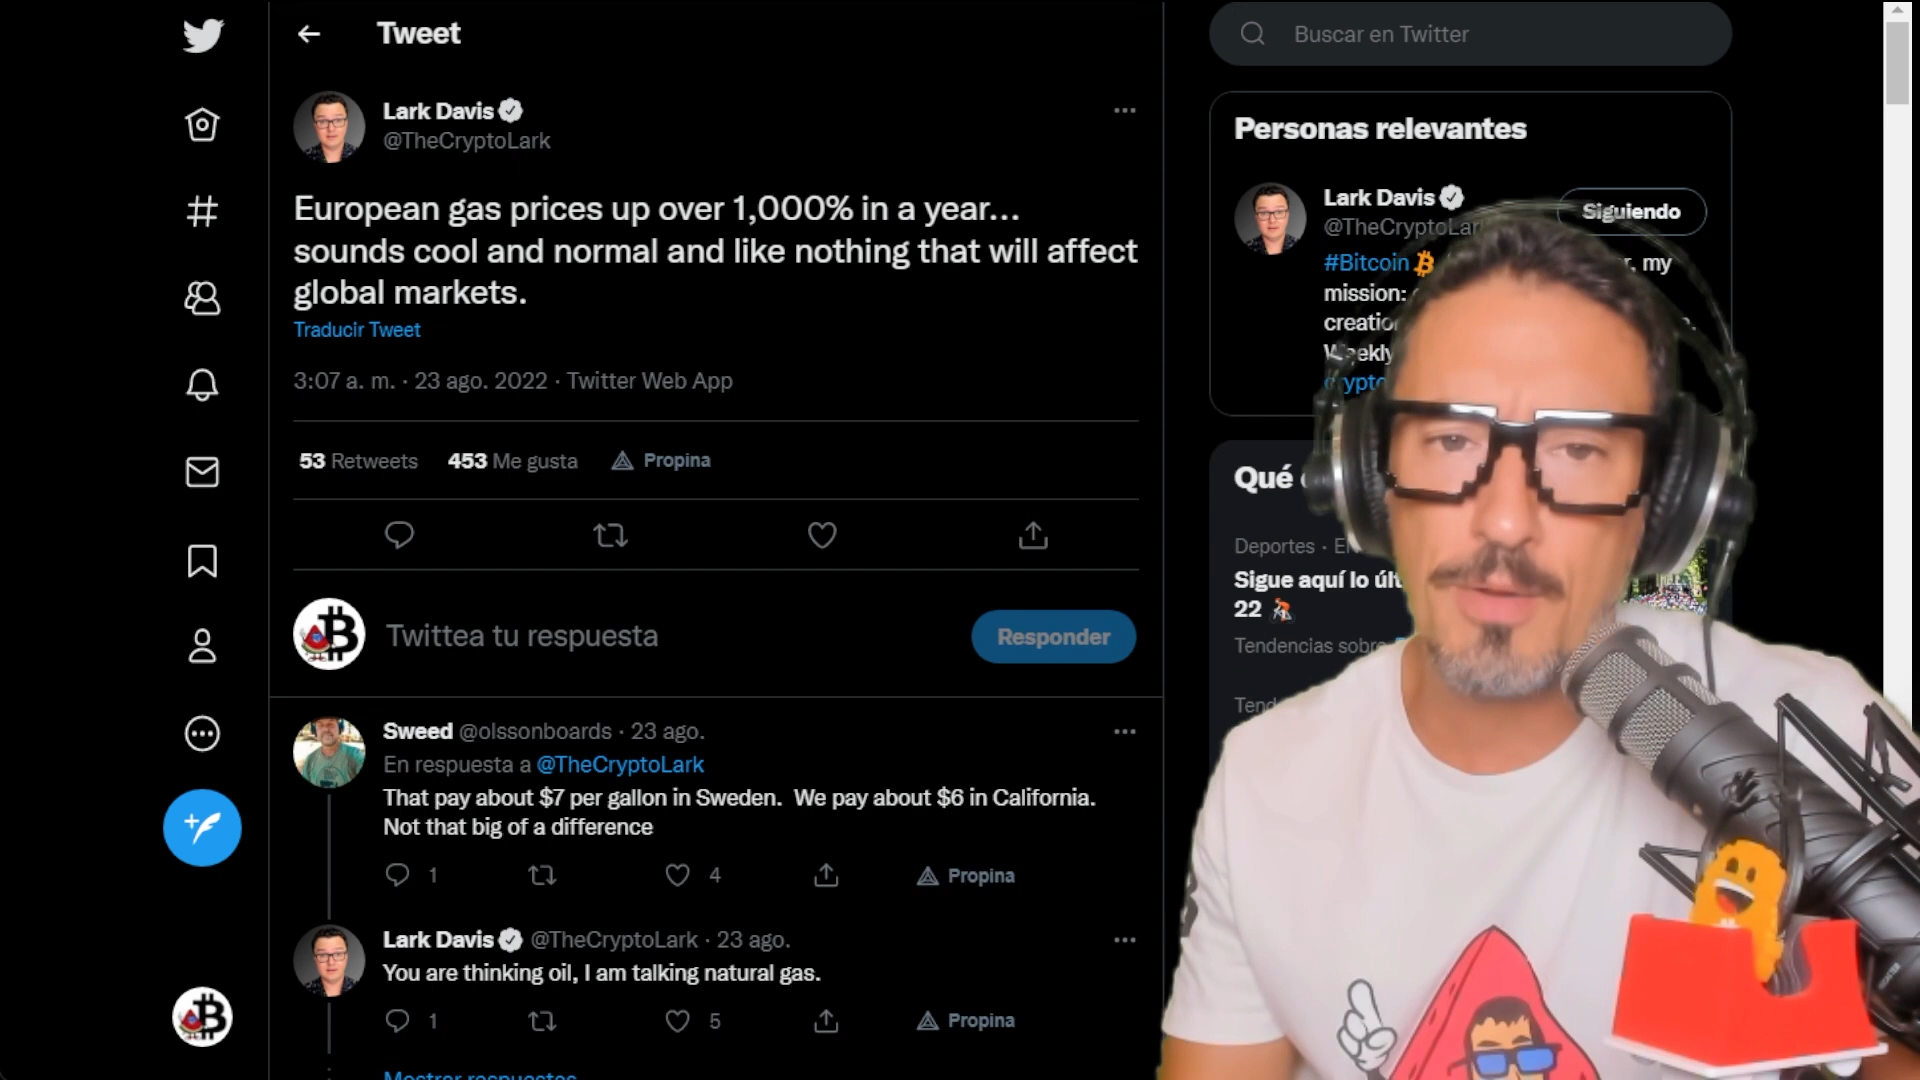 Tweet
Lark Davis
@TheCryptoLark
European gas prices up over 1,000% in a year...
sounds cool and normal and like nothing that will affect
global markets.
Traducir Tweet
3:07 a. m. · 23 ago. 2022 · Twitter Web App
53 Retweets 453 Me gusta Propina
Twittea tu respuesta
Responder
Sweed @olssonboards · 23 ago.
En respuesta a @TheCryptoLark
That pay about $7 per gallon in Sweden.  We pay about $6 in California.
Not that big of a difference
1 4 Propina
Lark Davis @TheCryptoLark · 23 ago.
You are thinking oil, I am talking natural gas.
1 5 Propina
Mostrar respuestas
Buscar en Twitter
Personas relevantes
Lark Davis
Siguiendo
#Bitcoin my
mission:
Weekly
Qué
Deportes ·
Sigue aquí lo
22
Tendencias